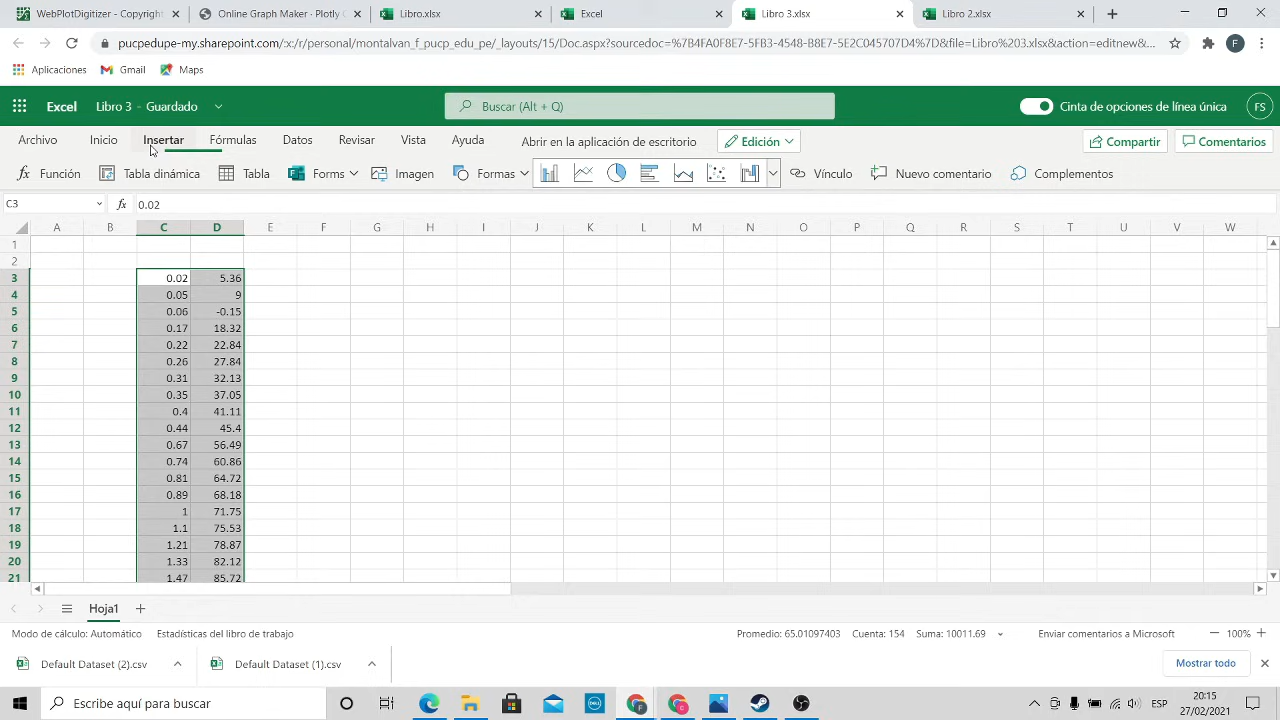 WebPlotDigitizer - Copyright Online Graph Maker · Plotly C Libro.xlsx Excel Libro 3.xlsx Libro 2.xlsx
pucpedupe-my.sharepoint.com/:x:/r/personal/montalvan_f_pucp_edu_pe/_layouts/15/Doc.aspx?sourcedoc=%7B4FA0F8E7-5FB3-4548-B8E7-5E2C045707D4%7D&file=Libro%203.xlsx&action=editnew&... F
Aplicaciones Gmail Maps
Excel Libro 3 - Guardado Buscar (Alt + Q) Cinta de opciones de línea única FS
Archivo Inicio Insertar Fórmulas Datos Revisar Vista Ayuda Abrir en la aplicación de escritorio Edición Compartir Comentarios
fx Función Tabla dinámica Tabla Forms Imagen Formas Vínculo Nuevo comentario Complementos
C3 fx 0.02
A B C D E F G H I J K L M N O P Q R S T U V W
1
2
3 0.02 5.36
4 0.05 9
5 0.06 -0.15
6 0.17 18.32
7 0.22 22.84
8 0.26 27.84
9 0.31 32.13
10 0.35 37.05
11 0.4 41.11
12 0.44 45.4
13 0.67 56.49
14 0.74 60.86
15 0.81 64.72
16 0.89 68.18
17 1 71.75
18 1.1 75.53
19 1.21 78.87
20 1.33 82.12
21 1.47 85.72
Hoja1
Modo de cálculo: Automático Estadísticas del libro de trabajo Promedio: 65.01097403 Cuenta: 154 Suma: 10011.69 Enviar comentarios a Microsoft 100%
Default Dataset (2).csv Default Dataset (1).csv Mostrar todo
Escribe aquí para buscar DELL F C ESP 20:15
27/02/2021